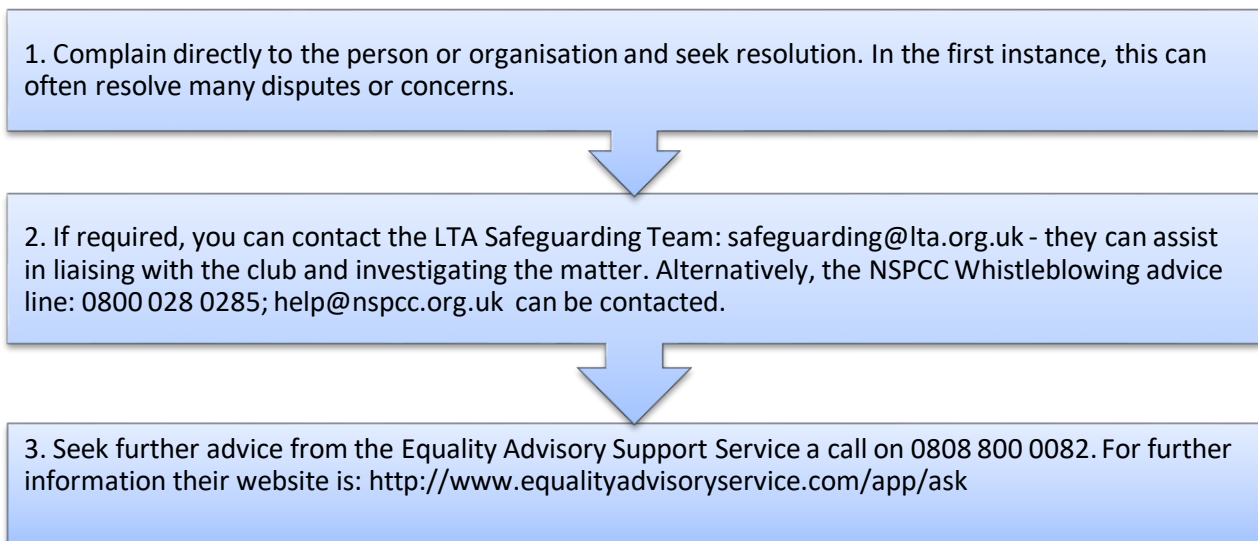 1. Complain directly to the person or organisation and seek resolution. In the first instance, this can
often resolve many disputes or concerns.
2. If required, you can contact the LTA Safeguarding Team: safeguarding@lta.org.uk - they can assist
in liaising with the club and investigating the matter. Alternatively, the NSPCC Whistleblowing advice
line: 0800 028 0285; help@nspcc.org.uk can be contacted.
3. Seek further advice from the Equality Advisory Support Service a call on 0808 800 0082. For further
information their website is: http://www.equalityadvisoryservice.com/app/ask